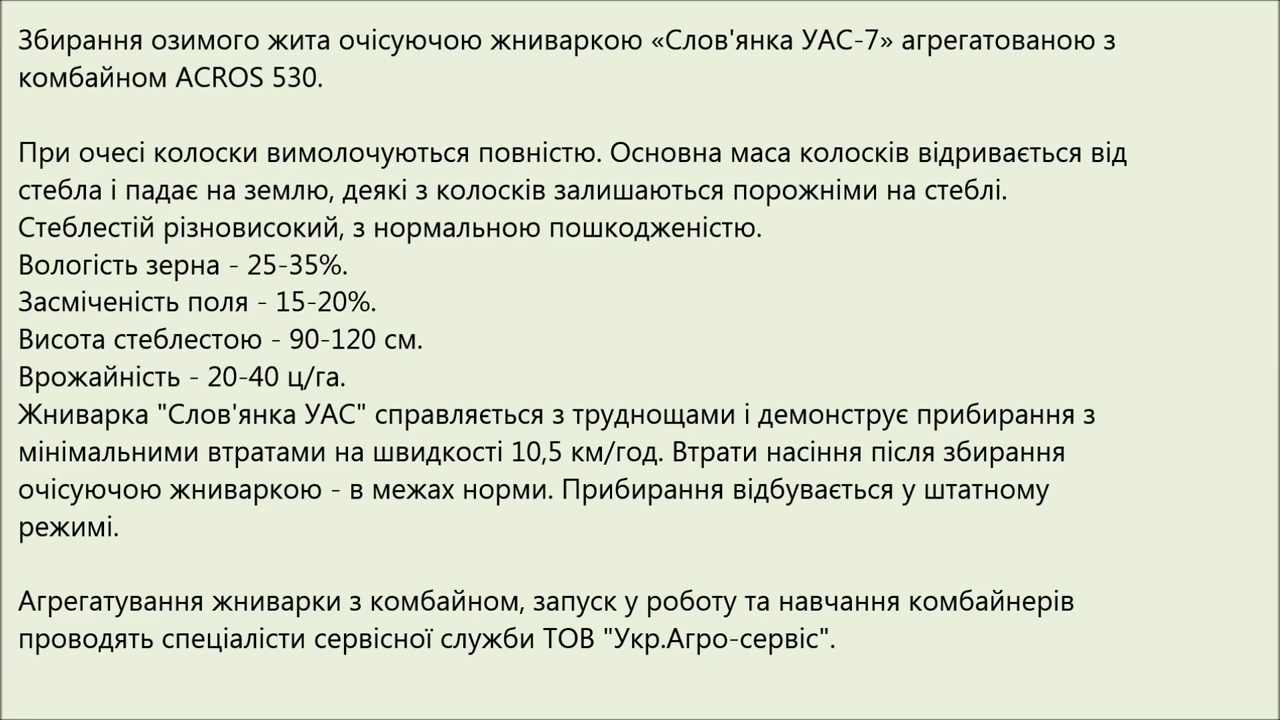 Збирання озимого жита очісуючою жниваркою «Слов'янка УАС-7» агрегатованою з
комбайном ACROS 530.
При очесі колоски вимолочуються повністю. Основна маса колосків відривається від
стебла і падає на землю, деякі з колосків залишаються порожніми на стеблі.
Стеблестій різновисокий, з нормальною пошкодженістю.
Вологість зерна - 25-35%.
Засміченість поля - 15-20%.
Висота стеблестою - 90-120 см.
Врожайність - 20-40 ц/га.
Жниварка "Слов'янка УАС" справляється з труднощами і демонструє прибирання з
мінімальними втратами на швидкості 10,5 км/год. Втрати насіння після збирання
очісуючою жниваркою - в межах норми. Прибирання відбувається у штатному
режимі.
Агрегатування жниварки з комбайном, запуск у роботу та навчання комбайнерів
проводять спеціалісти сервісної служби ТОВ "Укр.Агро-сервіс".